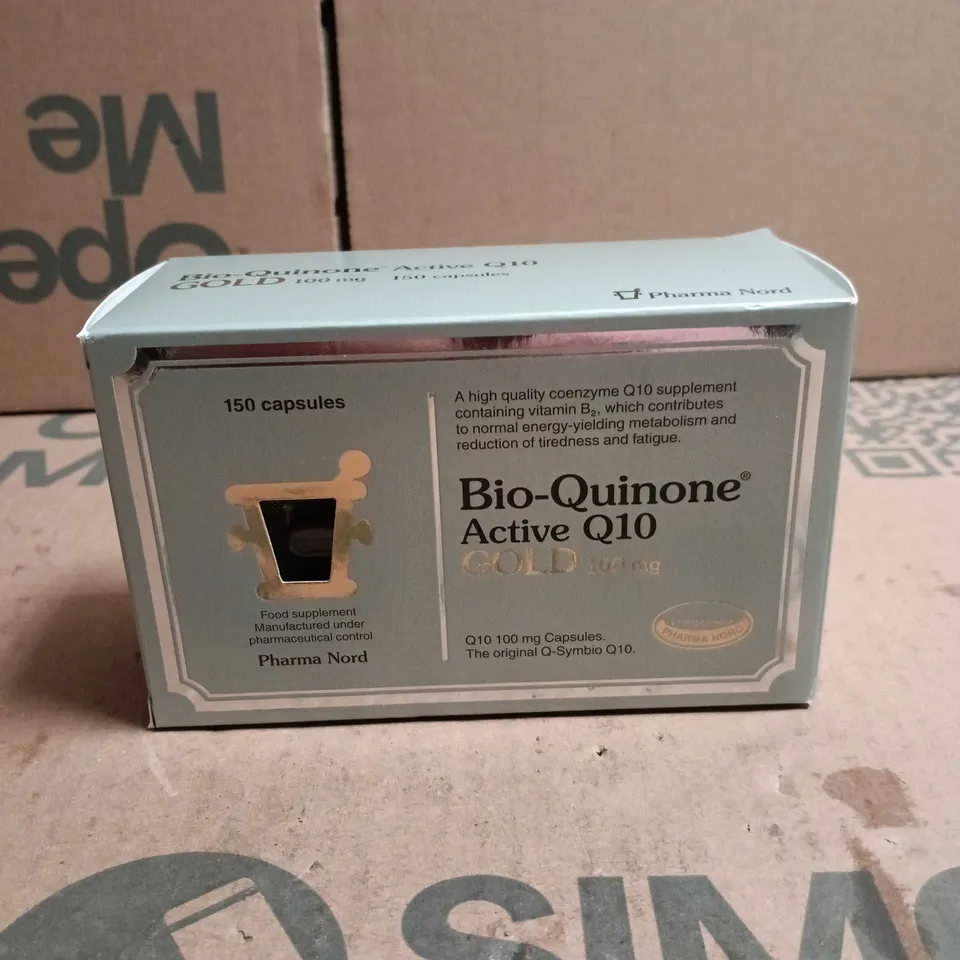 Open
Me
Bio-Quinone Active Q10
GOLD 100 mg 150 capsules
Pharma Nord
150 capsules
Food supplement
Manufactured under
pharmaceutical control
Pharma Nord
A high quality coenzyme Q10 supplement
containing vitamin B₂, which contributes
to normal energy-yielding metabolism and
reduction of tiredness and fatigue.
Bio-Quinone®
Active Q10
GOLD 100 mg
PHARMA NORD
Q10 100 mg Capsules.
The original Q-Symbio Q10.